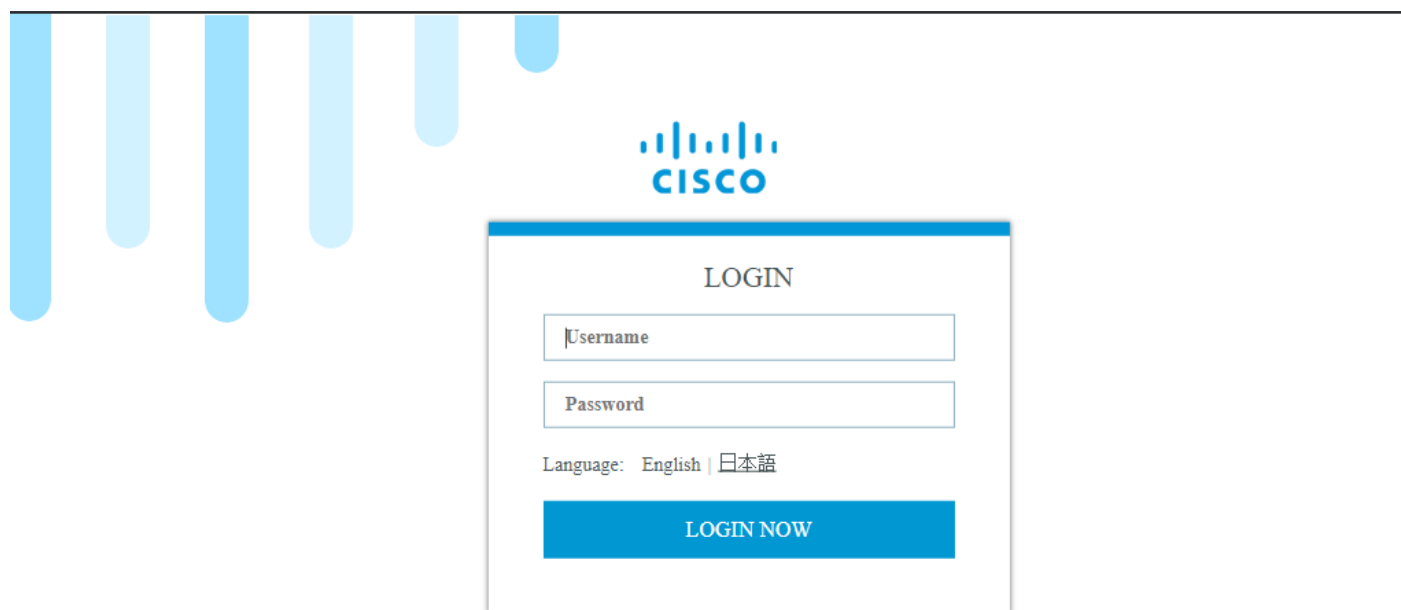 CISCO
LOGIN
Username
Password
Language: English | 日本語
LOGIN NOW